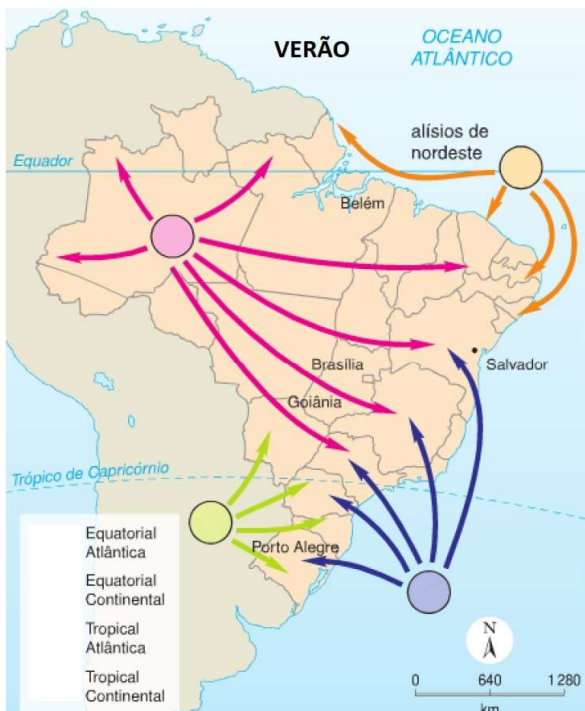 VERÃO
OCEANO
ATLÂNTICO
alísios de
nordeste
Equador
Belém
Brasília
Salvador
Goiânia
Trópico de Capricórnio
Porto Alegre
Equatorial
Atlântica
Equatorial
Continental
Tropical
Atlântica
Tropical
Continental
N
0 640 1 280
km